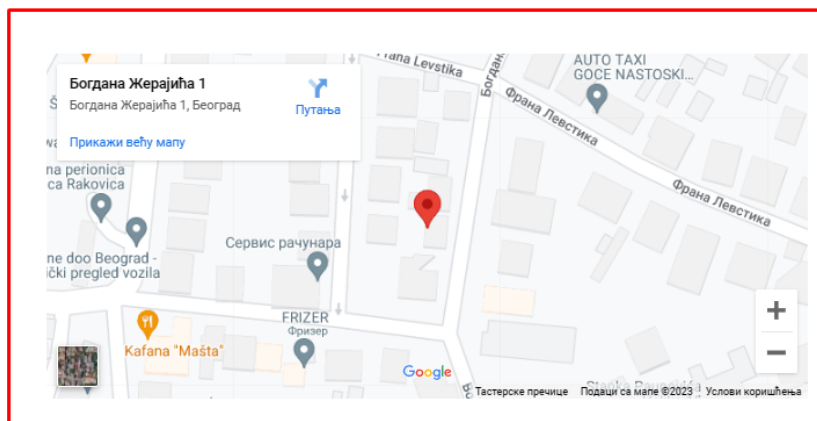 Богдана Жерајића 1
Богдана Жерајића 1, Београд
Путања
Прикажи већу мапу
Frana Levstika
AUTO TAXI
GOCE NASTOSKI...
Франа Левстика
Франа Левстика
na perionica
ca Rakovica
ne doo Beograd -
ički pregled vozila
Сервис рачунара
FRIZER
Фризер
Kafana "Mašta"
Google
Тастерске пречице
Подаци са мапе ©2023
Услови коришћења